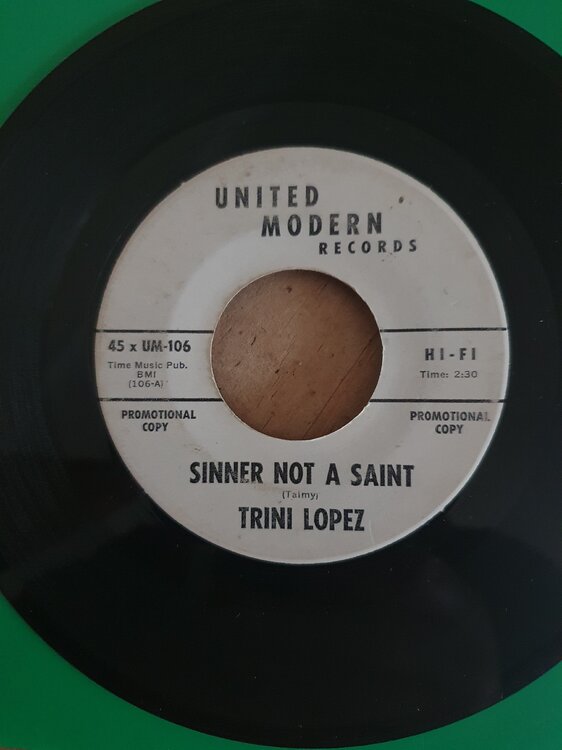 UNITED
MODERN
RECORDS
45 x UM-106
Time Music Pub.
BMI
(106-A)
HI-FI
Time: 2:30
PROMOTIONAL
COPY
PROMOTIONAL
COPY
SINNER NOT A SAINT
(Talmy)
TRINI LOPEZ